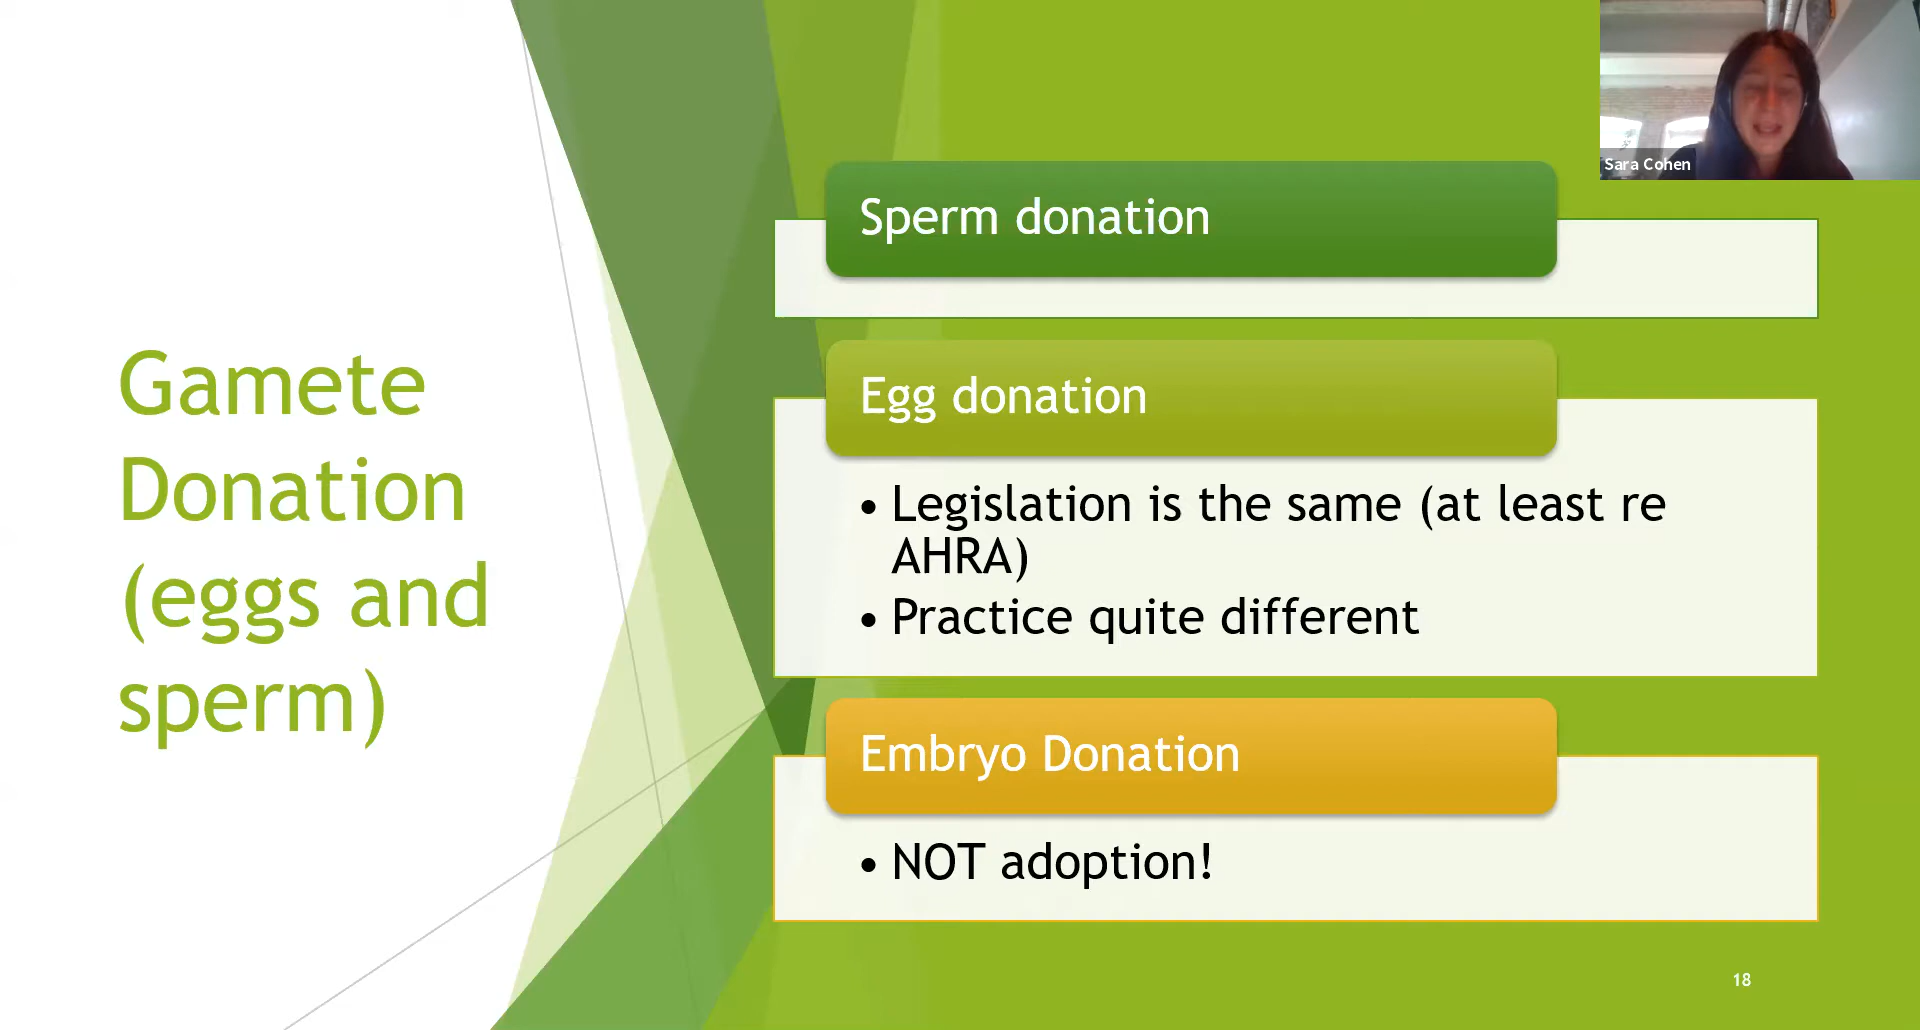 Gamete
Donation
(eggs and
sperm)
Sperm donation
Egg donation
• Legislation is the same (at least re
AHRA)
• Practice quite different
Embryo Donation
• NOT adoption!
Sara Cohen
18